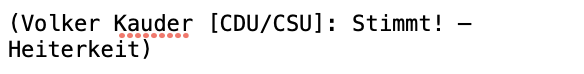 (Volker Kauder [CDU/CSU]: Stimmt! –
Heiterkeit)